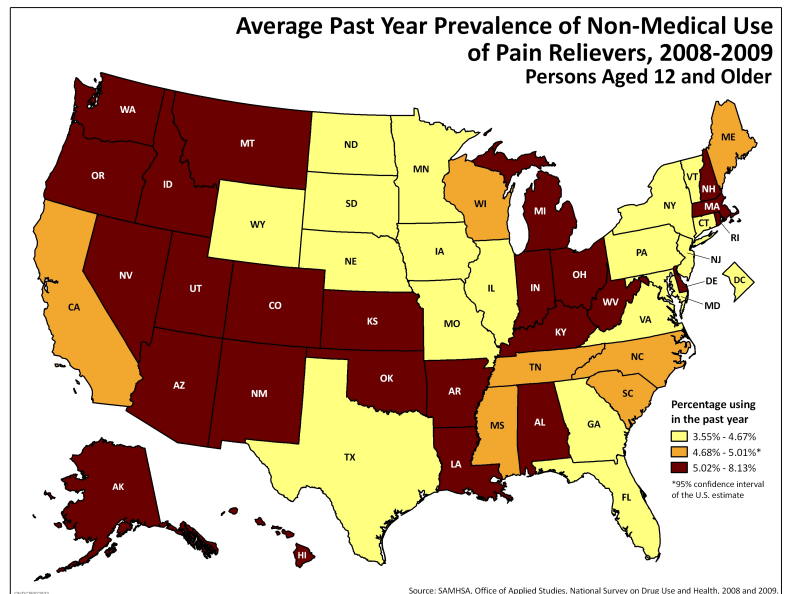 Average Past Year Prevalence of Non-Medical Use
of Pain Relievers, 2008-2009
Persons Aged 12 and Older
WA
MT
ND
MN
ME
OR
ID
VT
NH
WY
SD
WI
MI
NY
MA
CT
RI
NV
UT
NE
IA
PA
NJ
CA
CO
IL
IN
OH
DE
DC
KS
MO
WV
VA
MD
KY
AZ
NM
OK
AR
TN
NC
SC
MS
AL
GA
TX
LA
FL
AK
HI
Percentage using
in the past year
3.55% - 4.67%
4.68% - 5.01%*
5.02% - 8.13%
*95% confidence interval
of the U.S. estimate
Source: SAMHSA, Office of Applied Studies, National Survey on Drug Use and Health, 2008 and 2009.